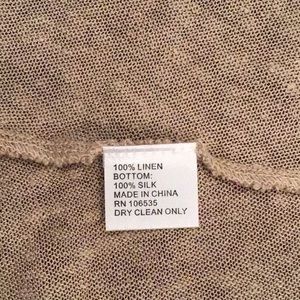 100% LINEN
BOTTOM:
100% SILK
MADE IN CHINA
RN 106535
DRY CLEAN ONLY